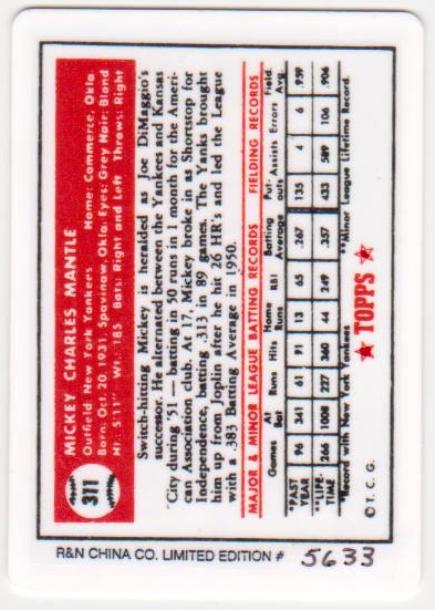 311
MICKEY CHARLES MANTLE
Outfield: New York Yankees Home: Commerce, Okla.
Born: Oct. 20, 1931, Spavinaw, Okla. Eyes: Grey Hair: Blond
Ht.: 5'11" Wt.: 185 Bats: Right and Left Throws: Right
Switch-hitting Mickey is heralded as Joe DiMaggio's
successor. He alternated between the Yankees and Kansas
City during '51 — batting in 50 runs in 1 month for the Ameri-
can Association club. At 17, Mickey broke in as Shortstop for
Independence, batting .313 in 89 games. The Yanks brought
him up from Joplin after he hit 26 HR's and led the League
with a .383 Batting Average in 1950.
MAJOR & MINOR LEAGUE BATTING RECORDS FIELDING RECORDS
Games At Bat Runs Hits Home Runs RBI Batting Average Put-outs Assists Errors Field. Avg.
*PAST YEAR 96 341 61 91 13 65 .267 135 4 6 .959
**LIFE-TIME 266 1008 227 360 44 249 .357 433 589 106 .906
*Record with New York Yankees **Minor League Lifetime Record.
© T. C. G. TOPPS
R&N CHINA CO. LIMITED EDITION # 5633